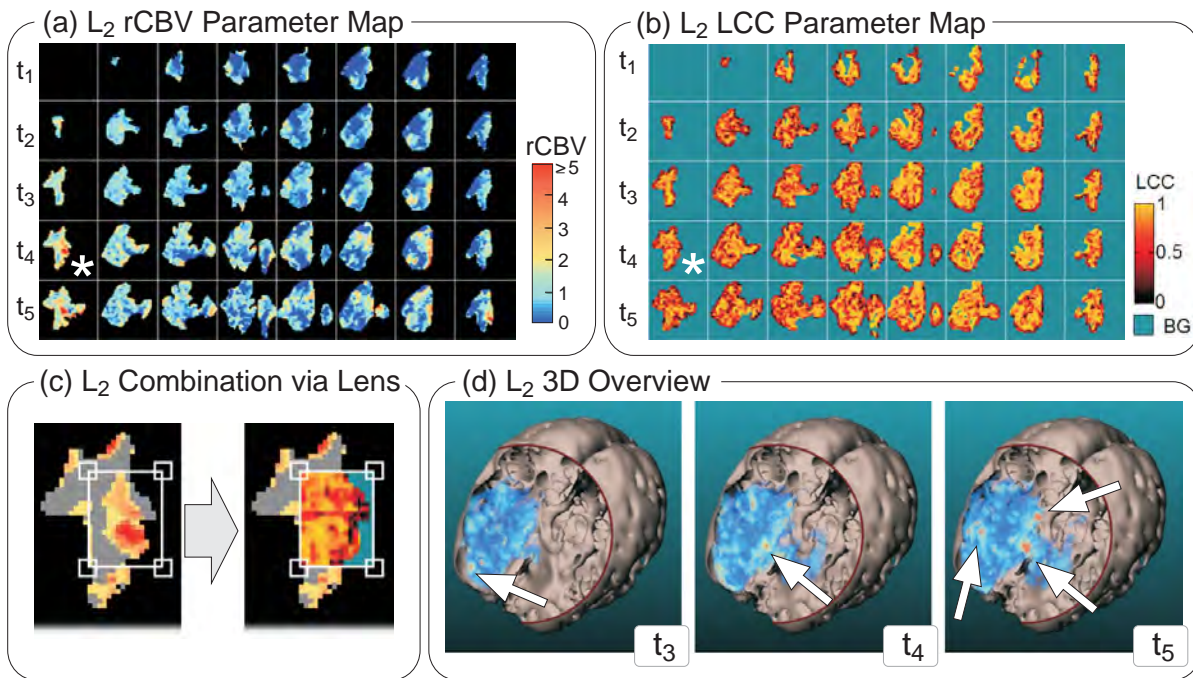 (a) L₂ rCBV Parameter Map
t₁
t₂
t₃
t₄
*
t₅
rCBV
≥5
4
3
2
1
0
(b) L₂ LCC Parameter Map
t₁
t₂
t₃
t₄
*
t₅
LCC
1
0.5
0
BG
(c) L₂ Combination via Lens
(d) L₂ 3D Overview
t₃
t₄
t₅